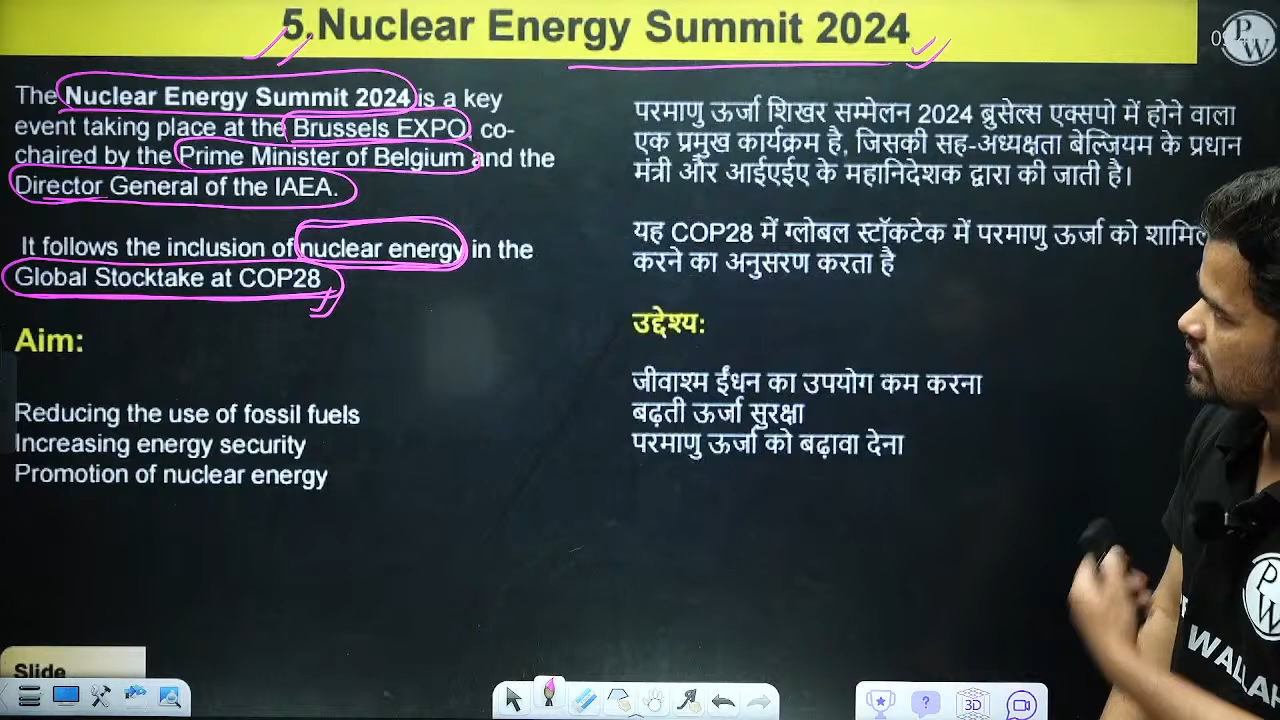 5.Nuclear Energy Summit 2024
PW
The Nuclear Energy Summit 2024 is a key
event taking place at the Brussels EXPO, co-
chaired by the Prime Minister of Belgium and the
Director General of the IAEA.
It follows the inclusion of nuclear energy in the
Global Stocktake at COP28
Aim:
Reducing the use of fossil fuels
Increasing energy security
Promotion of nuclear energy
परमाणु ऊर्जा शिखर सम्मेलन 2024 ब्रुसेल्स एक्सपो में होने वाला
एक प्रमुख कार्यक्रम है, जिसकी सह-अध्यक्षता बेल्जियम के प्रधान
मंत्री और आईएईए के महानिदेशक द्वारा की जाती है।
यह COP28 में ग्लोबल स्टॉकटेक में परमाणु ऊर्जा को शामिल
करने का अनुसरण करता है
उद्देश्य:
जीवाश्म ईंधन का उपयोग कम करना
बढ़ती ऊर्जा सुरक्षा
परमाणु ऊर्जा को बढ़ावा देना
PW
WALLA
Slide
3D